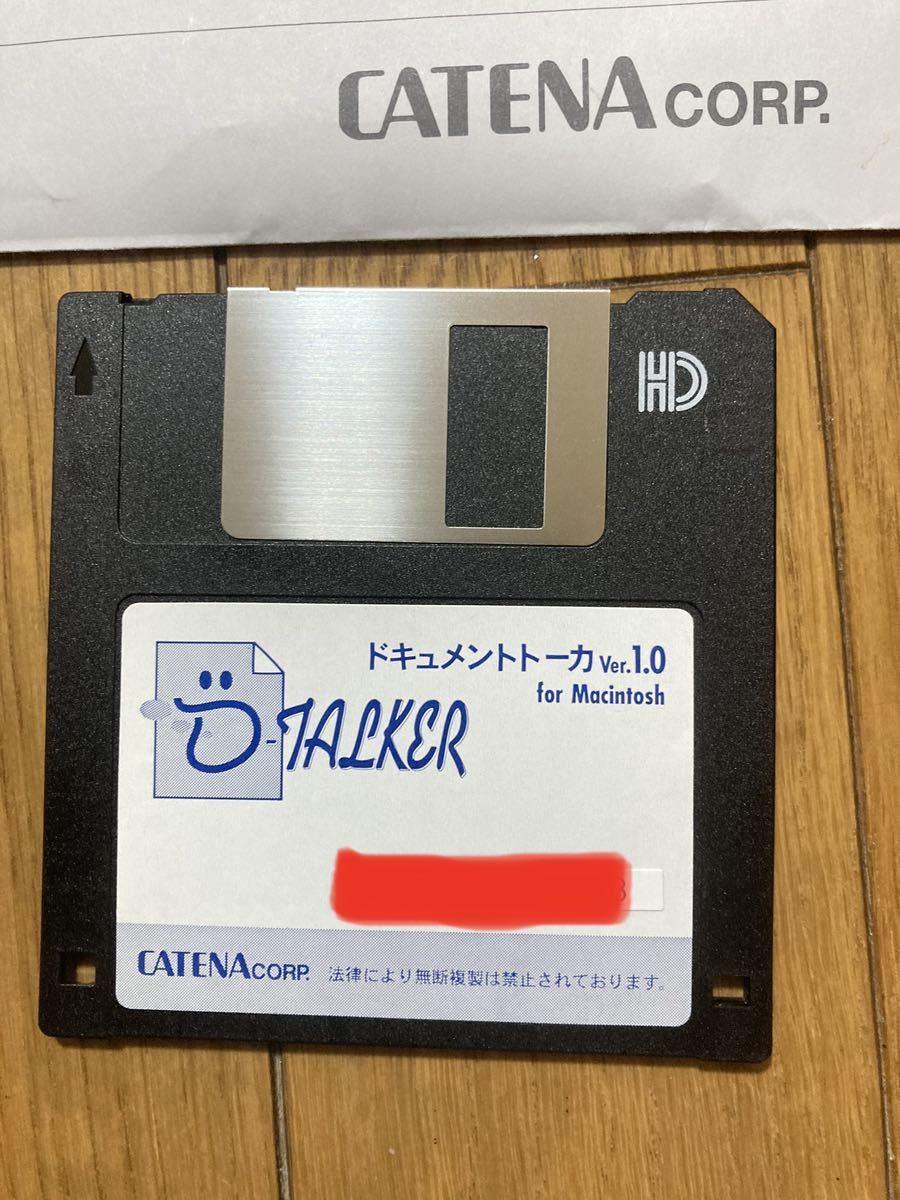 CATENA CORP.
HD
ドキュメントトーカ Ver.1.0
for Macintosh
D-TALKER
CATENA CORP. 法律により無断複製は禁止されております。